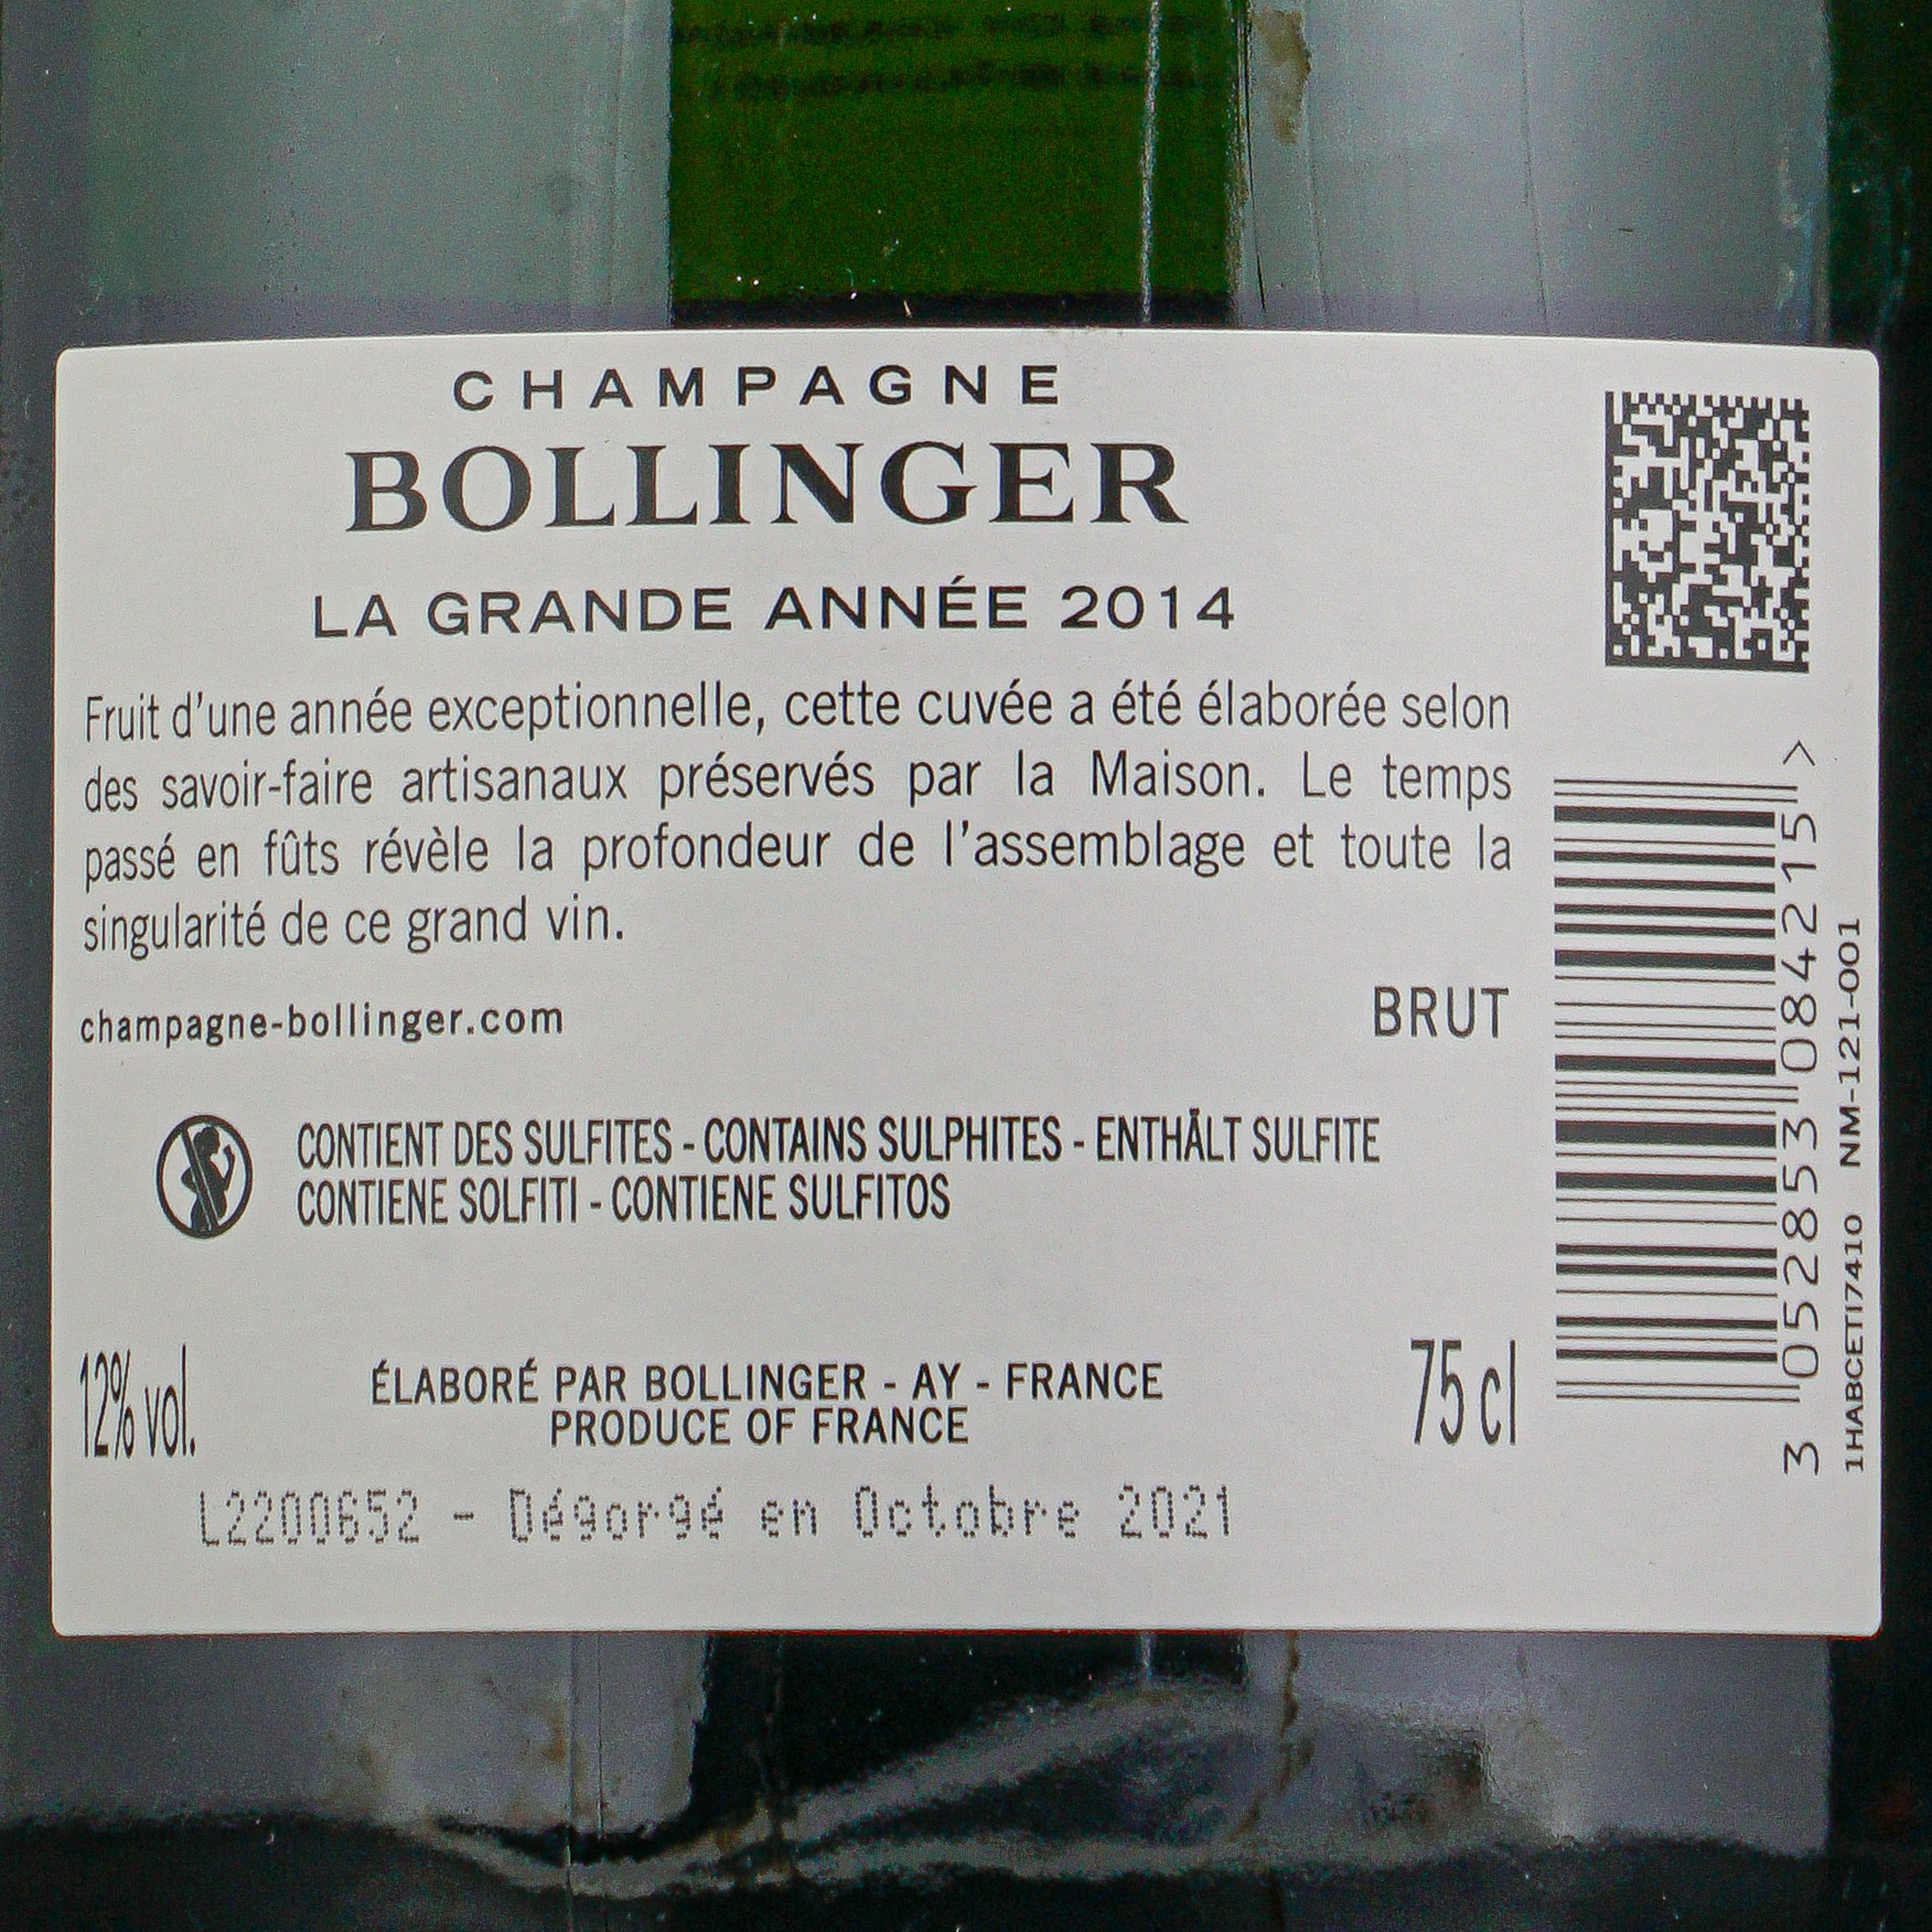 CHAMPAGNE
BOLLINGER
LA GRANDE ANNÉE 2014
Fruit d'une année exceptionnelle, cette cuvée a été élaborée selon
des savoir-faire artisanaux préservés par la Maison. Le temps
passé en fûts révèle la profondeur de l'assemblage et toute la
singularité de ce grand vin.
champagne-bollinger.com
BRUT
CONTIENT DES SULFITES - CONTAINS SULPHITES - ENTHÄLT SULFITE
CONTIENE SOLFITI - CONTIENE SULFITOS
12% vol.
ÉLABORÉ PAR BOLLINGER - AY - FRANCE
PRODUCE OF FRANCE
75 cl
L2200652 - Dégorgé en Octobre 2021
3 052853 084215 >
1HABCETI7410 NM-121-001